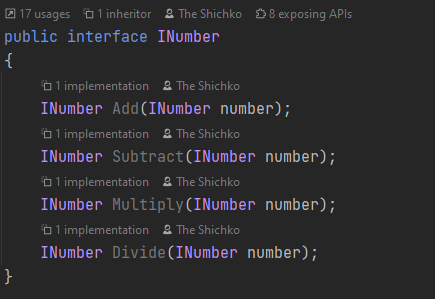 17 usages 1 inheritor The Shichko 8 exposing APIs
public interface INumber
{
1 implementation The Shichko
INumber Add(INumber number);
1 implementation The Shichko
INumber Subtract(INumber number);
1 implementation The Shichko
INumber Multiply(INumber number);
1 implementation The Shichko
INumber Divide(INumber number);
}